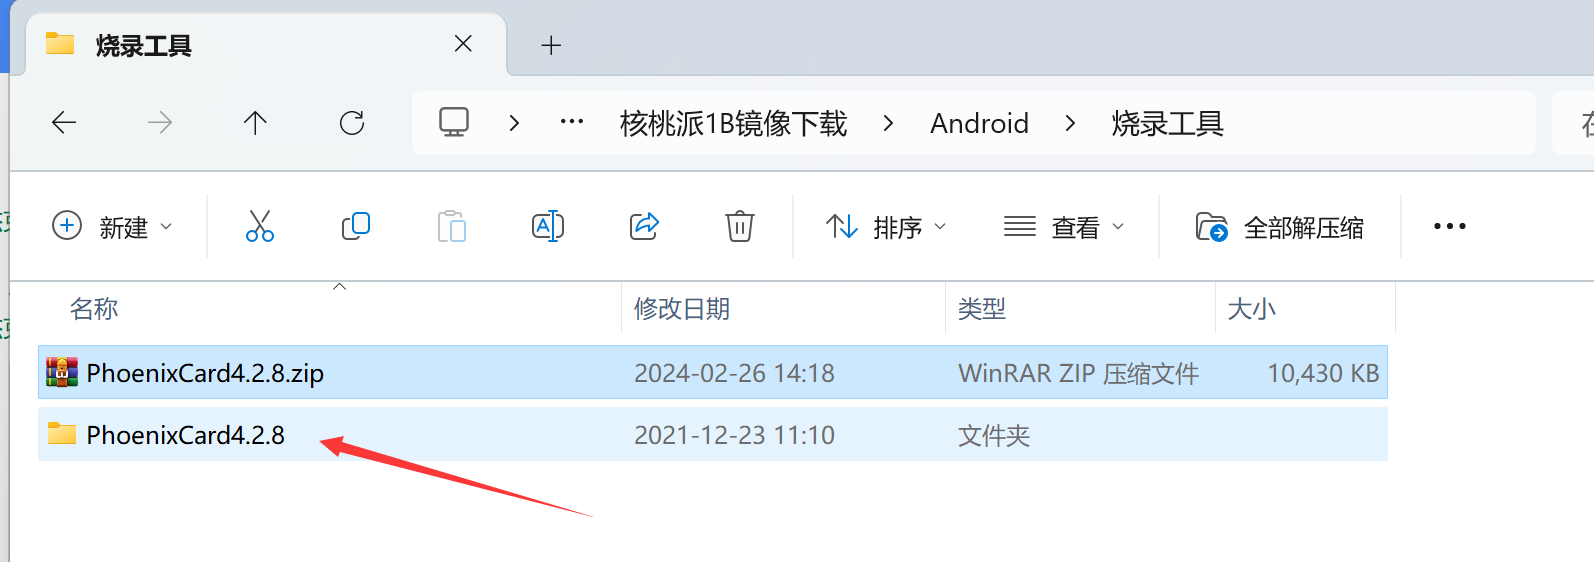 烧录工具
核桃派1B镜像下载 Android 烧录工具
新建 排序 查看 全部解压缩
名称 修改日期 类型 大小
PhoenixCard4.2.8.zip 2024-02-26 14:18 WinRAR ZIP 压缩文件 10,430 KB
PhoenixCard4.2.8 2021-12-23 11:10 文件夹